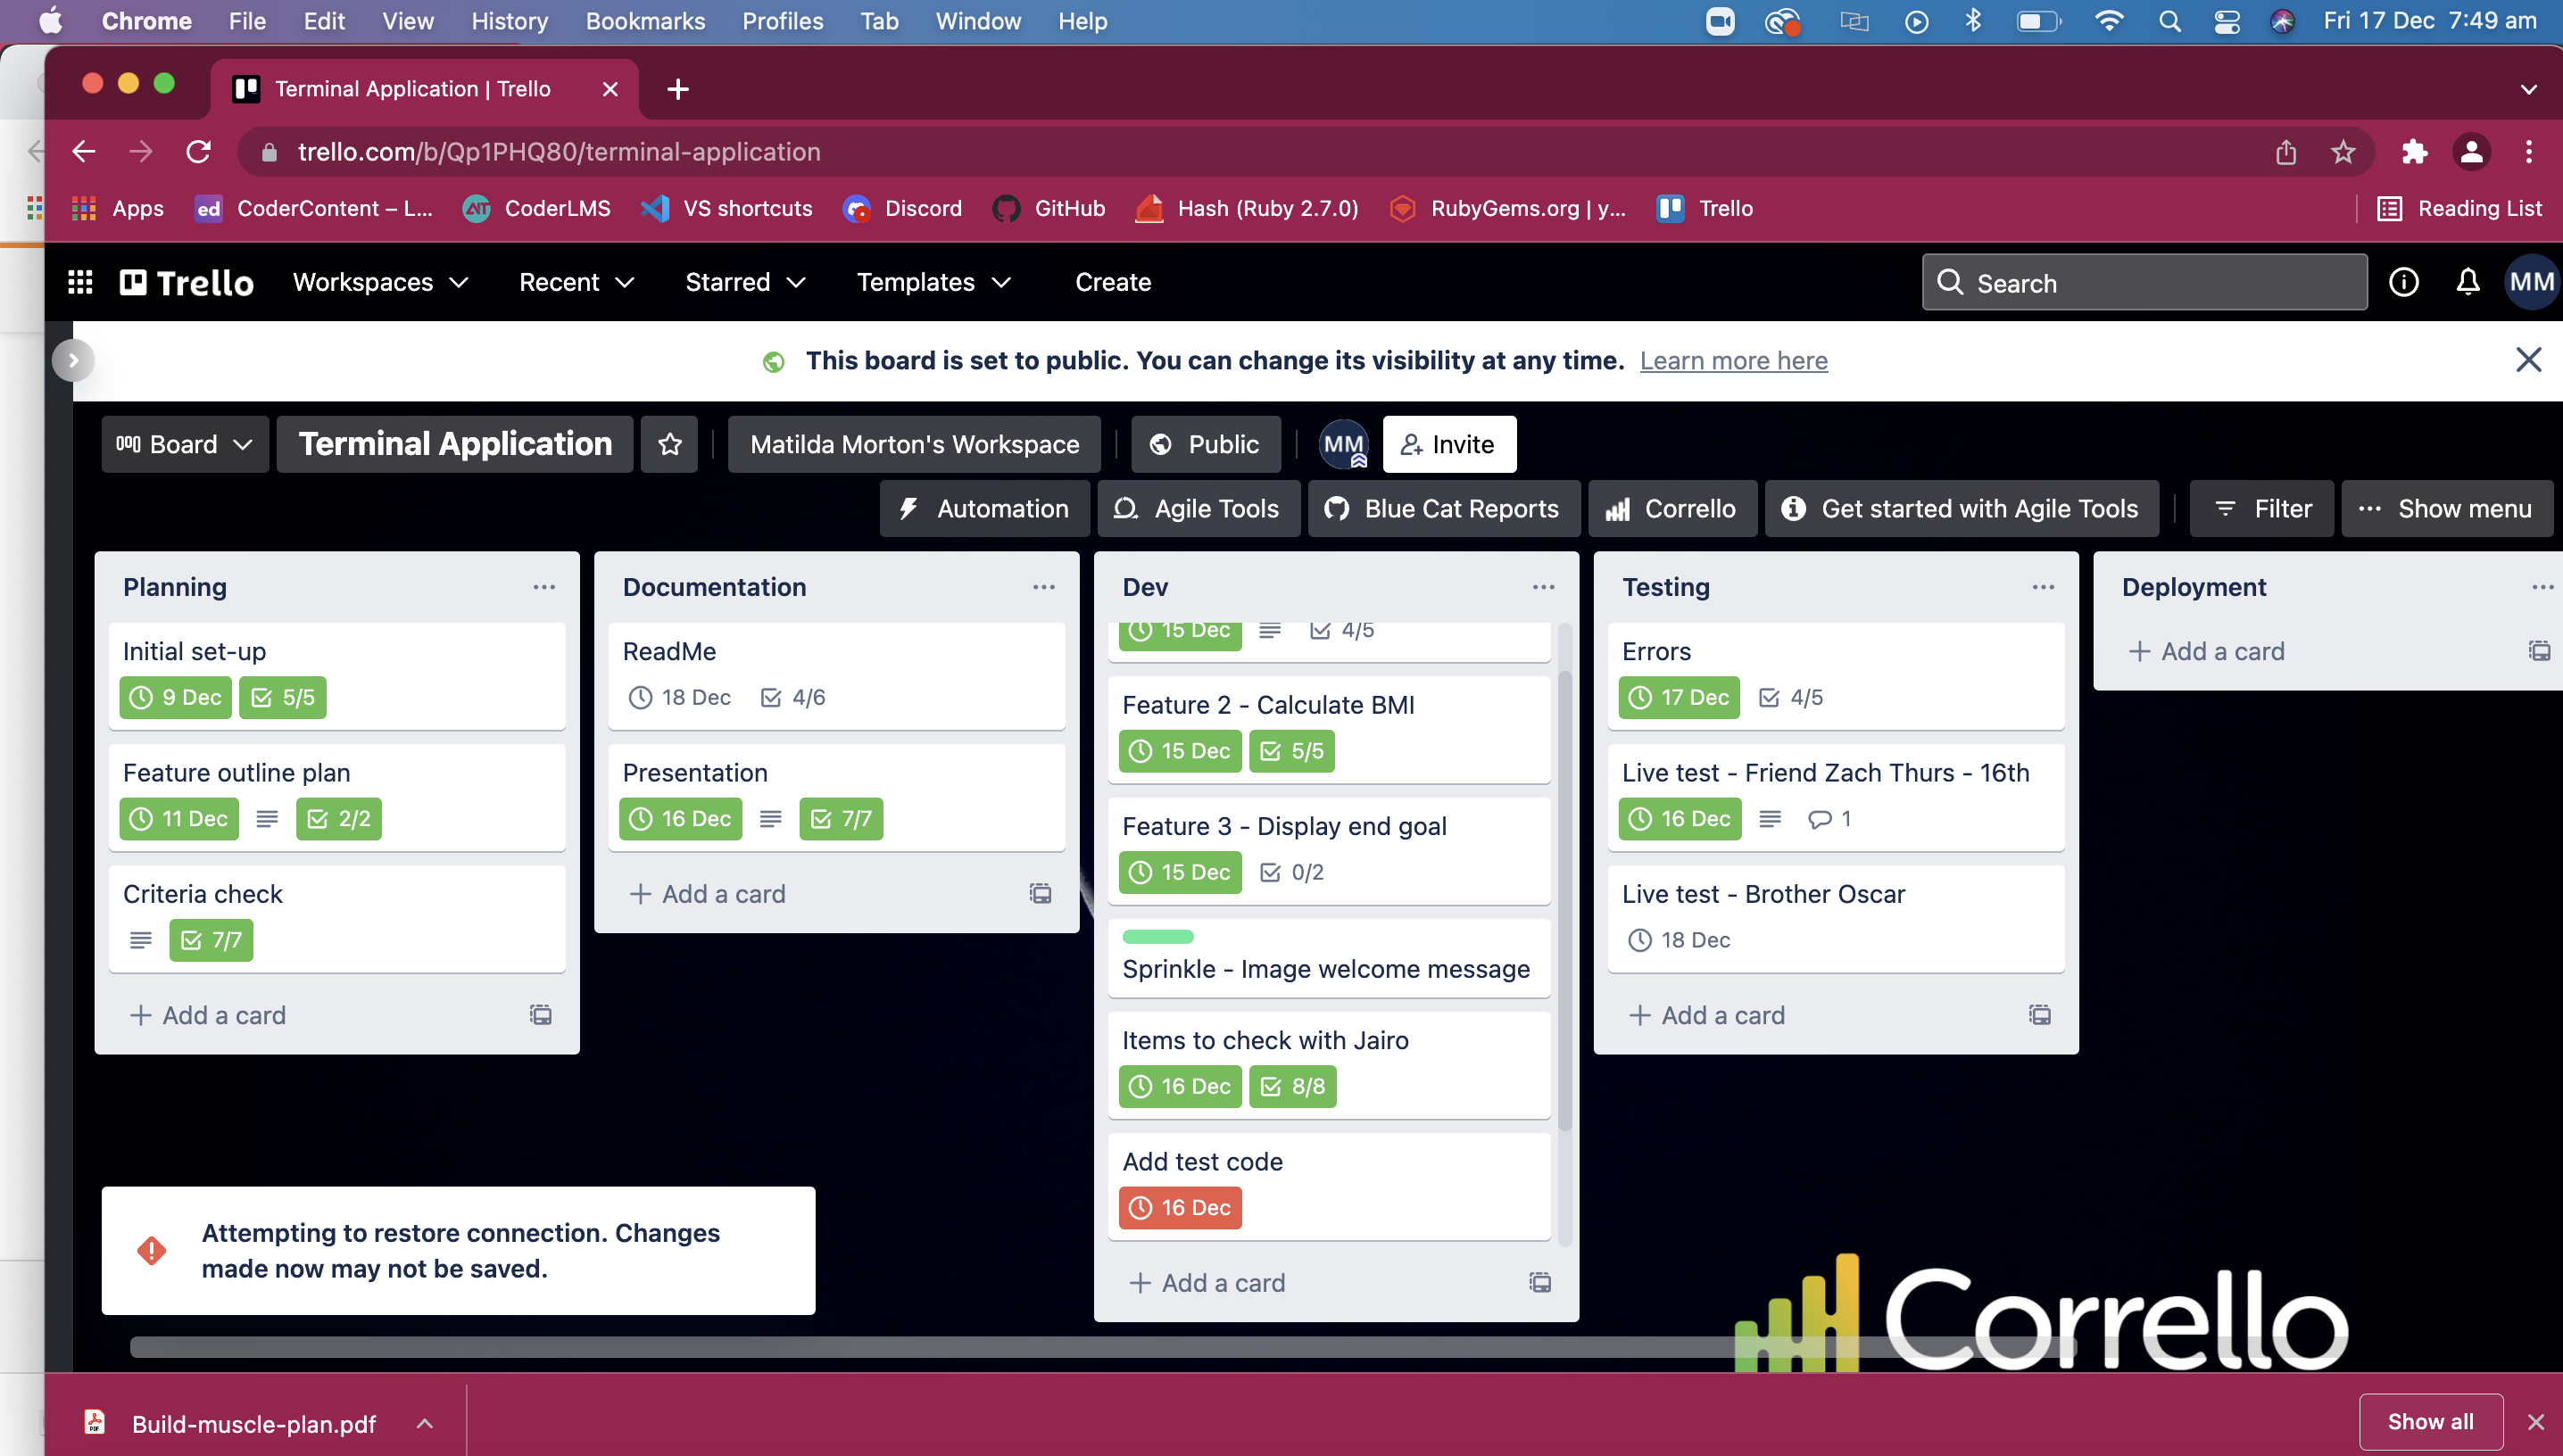 Chrome File Edit View History Bookmarks Profiles Tab Window Help Fri 17 Dec 7:49 am
Terminal Application | Trello
trello.com/b/Qp1PHQ80/terminal-application
Apps ed CoderContent – L... CoderLMS VS shortcuts Discord GitHub Hash (Ruby 2.7.0) RubyGems.org | y... Trello Reading List
Trello Workspaces Recent Starred Templates Create Search MM
This board is set to public. You can change its visibility at any time. Learn more here
Board Terminal Application Matilda Morton's Workspace Public MM Invite
Automation Agile Tools Blue Cat Reports Corrello Get started with Agile Tools Filter Show menu
Planning
Initial set-up
9 Dec 5/5
Feature outline plan
11 Dec 2/2
Criteria check
7/7
+ Add a card
Documentation
ReadMe
18 Dec 4/6
Presentation
16 Dec 7/7
+ Add a card
Dev
15 Dec 4/5
Feature 2 - Calculate BMI
15 Dec 5/5
Feature 3 - Display end goal
15 Dec 0/2
Sprinkle - Image welcome message
Items to check with Jairo
16 Dec 8/8
Add test code
16 Dec
+ Add a card
Testing
Errors
17 Dec 4/5
Live test - Friend Zach Thurs - 16th
16 Dec 1
Live test - Brother Oscar
18 Dec
+ Add a card
Deployment
+ Add a card
Attempting to restore connection. Changes
made now may not be saved.
Corrello
Build-muscle-plan.pdf Show all